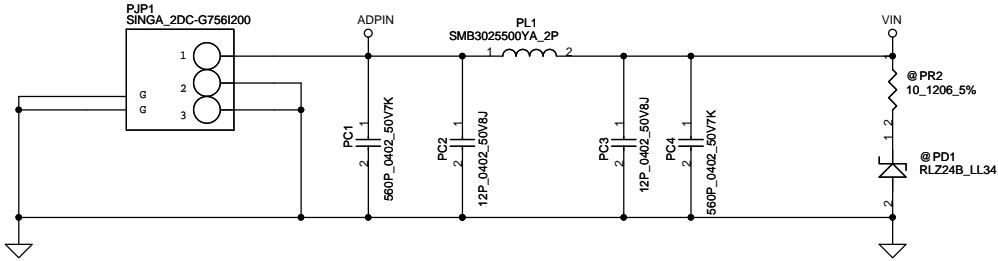 PJP1
SINGA_2DC-G756I200
ADPIN
PL1
SMB3025500YA_2P
VIN
1
2
1
2
3
G
G
1
@PR2
10_1206_5%
2
1
@PD1
RLZ24B_LL34
2
PC1
1
2
560P_0402_50V7K
PC2
1
2
12P_0402_50V8J
PC3
1
2
12P_0402_50V8J
PC4
1
2
560P_0402_50V7K